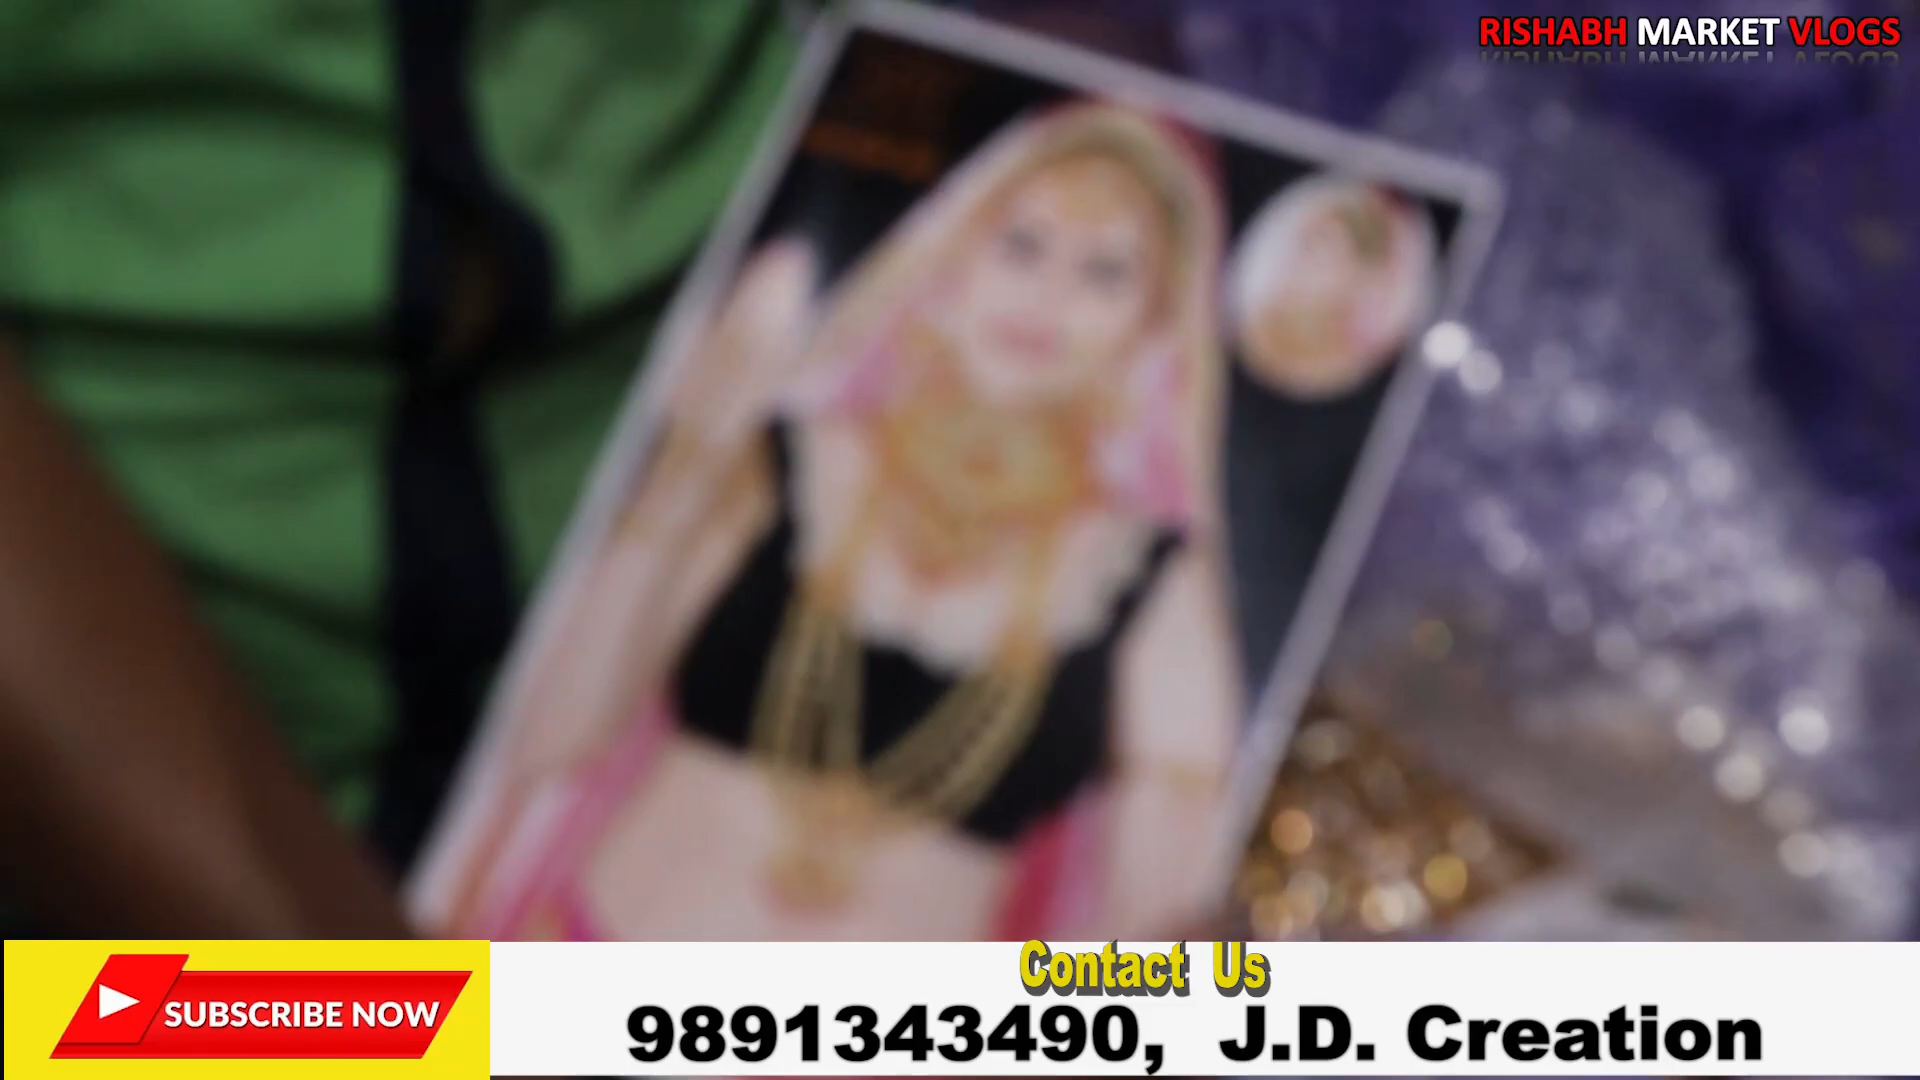 RISHABH MARKET VLOGS
Contact Us
SUBSCRIBE NOW
9891343490, J.D. Creation